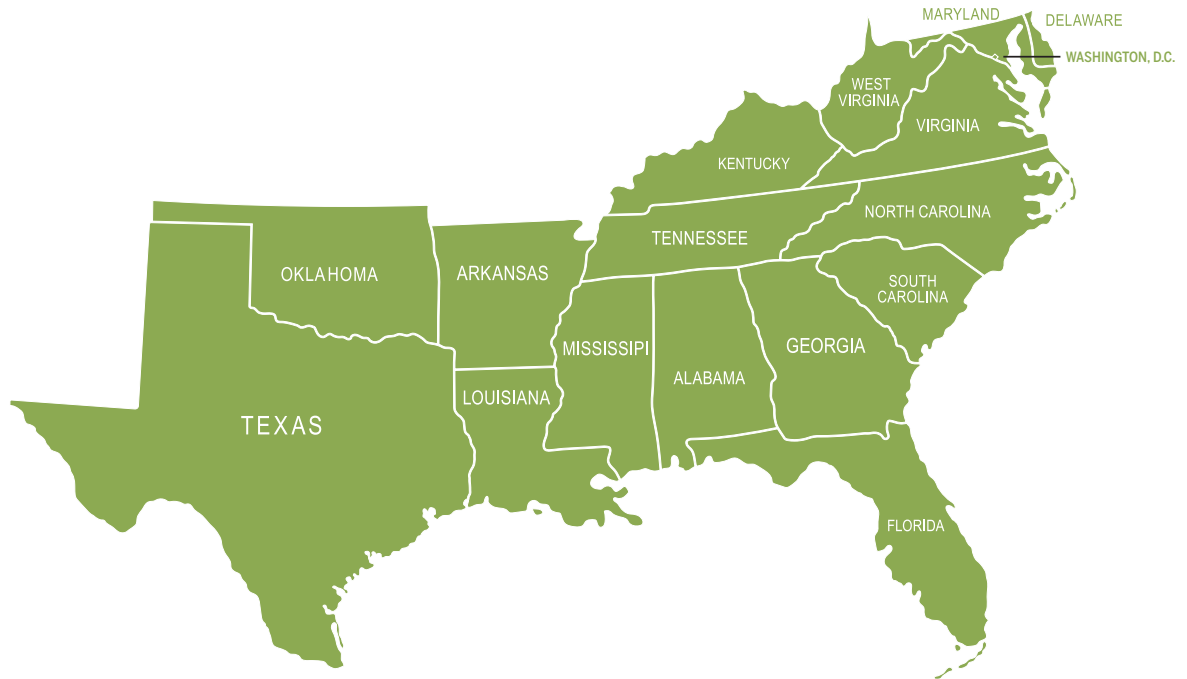 MARYLAND
DELAWARE
WASHINGTON, D.C.
WEST
VIRGINIA
VIRGINIA
KENTUCKY
NORTH CAROLINA
TENNESSEE
OKLAHOMA
ARKANSAS
SOUTH
CAROLINA
MISSISSIPI
GEORGIA
ALABAMA
LOUISIANA
TEXAS
FLORIDA